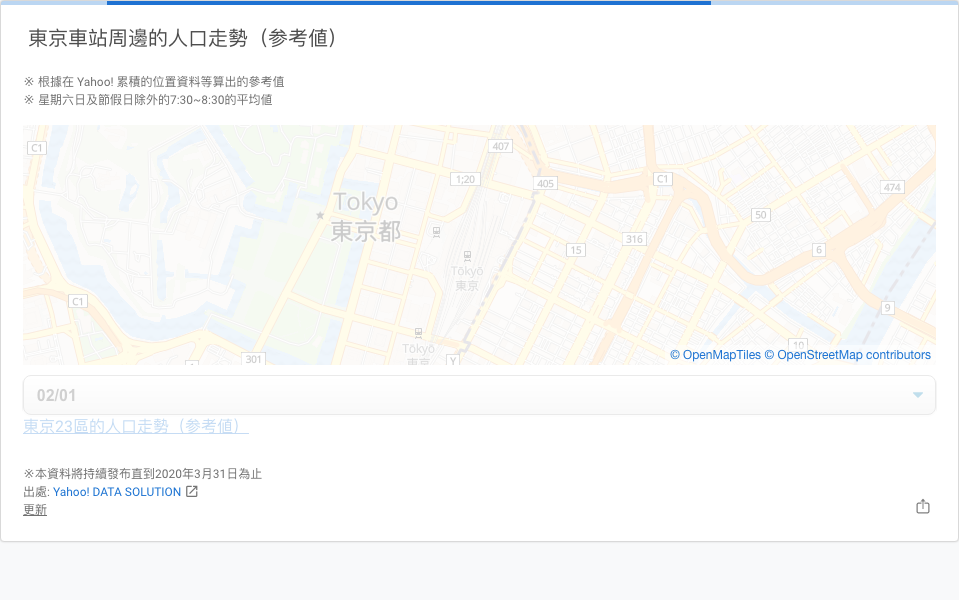 東京車站周邊的人口走勢（参考値）
※ 根據在 Yahoo! 累積的位置資料等算出的參考值
※ 星期六日及節假日除外的7:30~8:30的平均值
C1
407
1;20
405
C1
474
Tokyo
東京都
50
316
15
6
Tōkyō
東京
C1
9
Tōkyō
東京
301
Y
10
© OpenMapTiles © OpenStreetMap contributors
02/01
東京23區的人口走勢（参考値）
※本資料將持續發布直到2020年3月31日為止
出處: Yahoo! DATA SOLUTION
更新